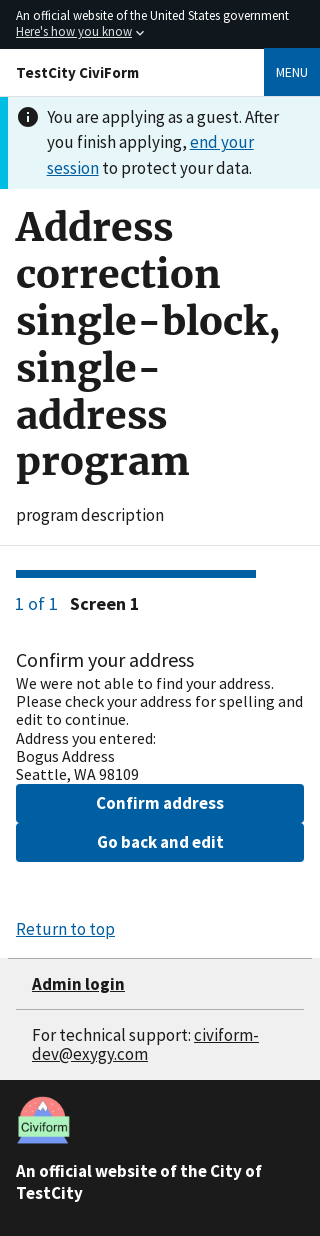 An official website of the United States government
Here's how you know
TestCity CiviForm
MENU
You are applying as a guest. After
you finish applying, end your
session to protect your data.
Address
correction
single-block,
single-
address
program
program description
1 of 1 Screen 1
Confirm your address
We were not able to find your address.
Please check your address for spelling and
edit to continue.
Address you entered:
Bogus Address
Seattle, WA 98109
Confirm address
Go back and edit
Return to top
Admin login
For technical support: civiform-
dev@exygy.com
Civiform
An official website of the City of
TestCity